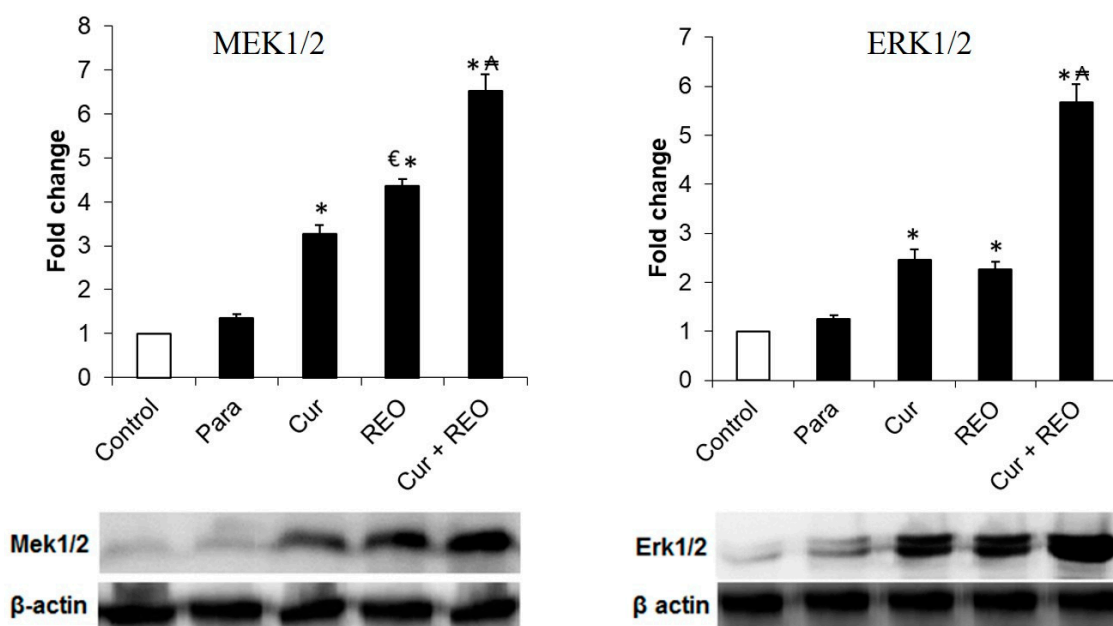 MEK1/2
Fold change
8
7
6
5
4
3
2
1
0
*
€ *
* ₳
Control
Para
Cur
REO
Cur + REO
Mek1/2
β-actin
ERK1/2
Fold change
7
6
5
4
3
2
1
0
*
*
* ₳
Control
Para
Cur
REO
Cur + REO
Erk1/2
β actin